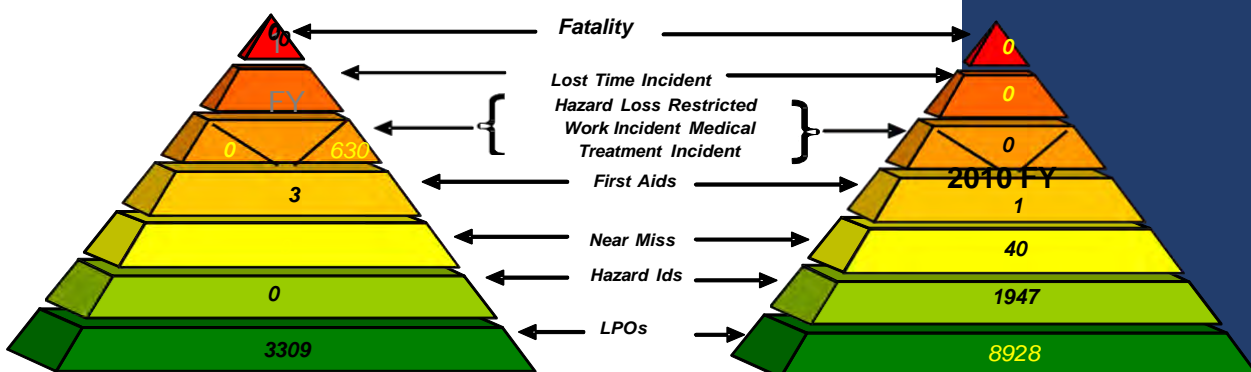 00
Fatality
0
Lost Time Incident
0
FY
Hazard Loss Restricted
Work Incident Medical
Treatment Incident
0 630
0
First Aids
2010 FY
3
1
Near Miss
40
Hazard Ids
0
1947
LPOs
3309
8928